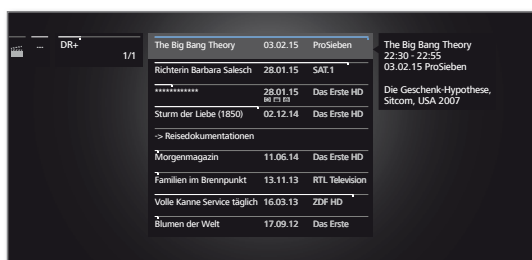 ...
DR+
1/1
The Big Bang Theory 03.02.15 ProSieben
Richterin Barbara Salesch 28.01.15 SAT.1
************ 28.01.15 Das Erste HD
Sturm der Liebe (1850) 02.12.14 Das Erste HD
-> Reisedokumentationen
Morgenmagazin 11.06.14 Das Erste HD
Familien im Brennpunkt 13.11.13 RTL Television
Volle Kanne Service täglich 16.03.13 ZDF HD
Blumen der Welt 17.09.12 Das Erste
The Big Bang Theory
22:30 - 22:55
03.02.15 ProSieben
Die Geschenk-Hypothese,
Sitcom, USA 2007